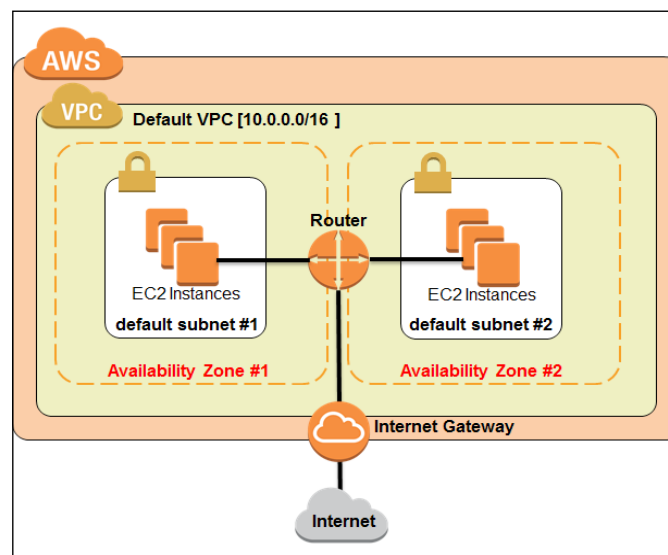 AWS
VPC
Default VPC [10.0.0.0/16 ]
Router
EC2 Instances
EC2 Instances
default subnet #1
default subnet #2
Availability Zone #1
Availability Zone #2
Internet Gateway
Internet